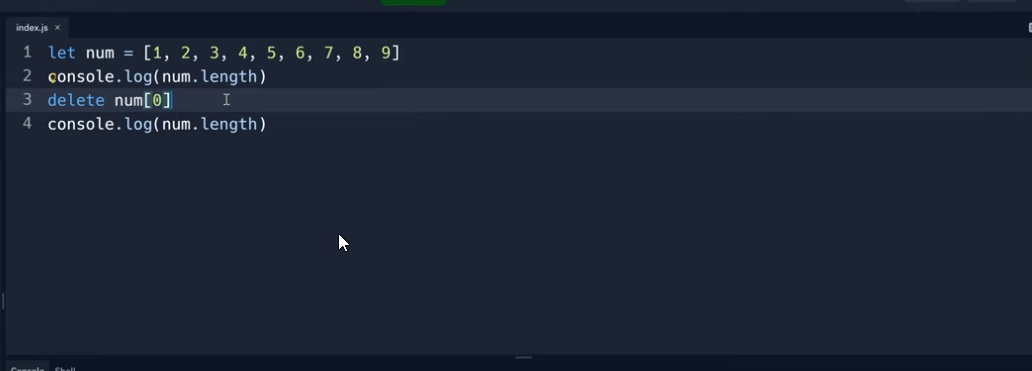 index.js ×
1 let num = [1, 2, 3, 4, 5, 6, 7, 8, 9]
2 console.log(num.length)
3 delete num[0]
4 console.log(num.length)
Console Shell